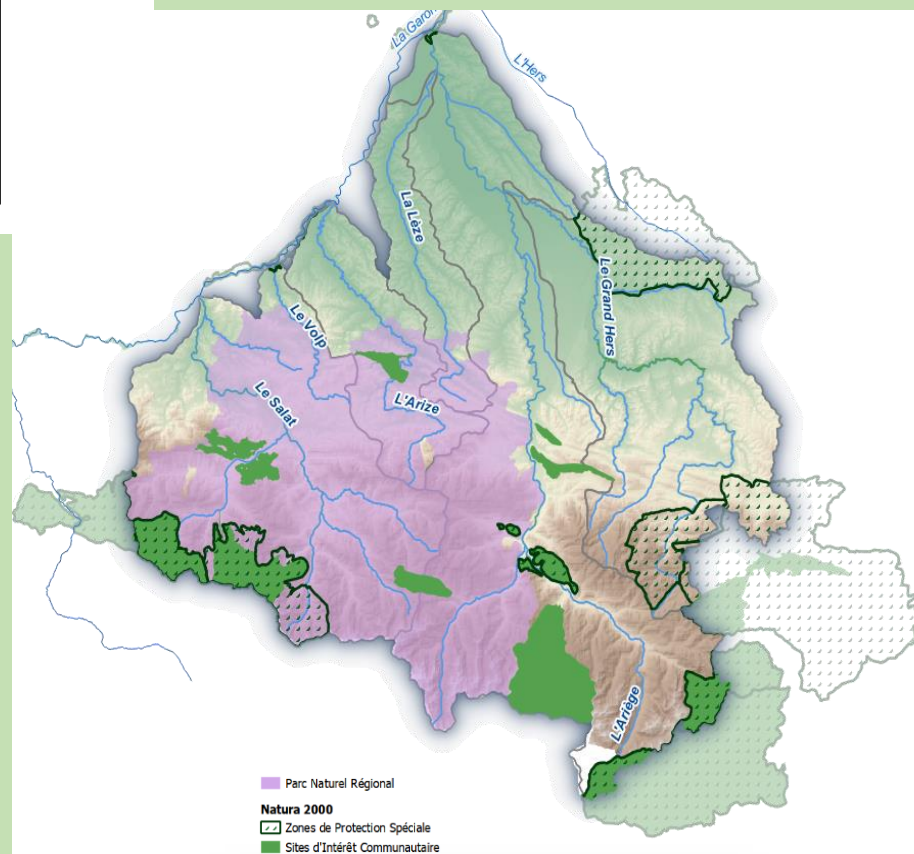 La Garon
L'Hers
La Lèze
Le Grand Hers
Le Volp
L'Arize
Le Salat
L'Ariège
Parc Naturel Régional
Natura 2000
Zones de Protection Spéciale
Sites d'Intérêt Communautaire